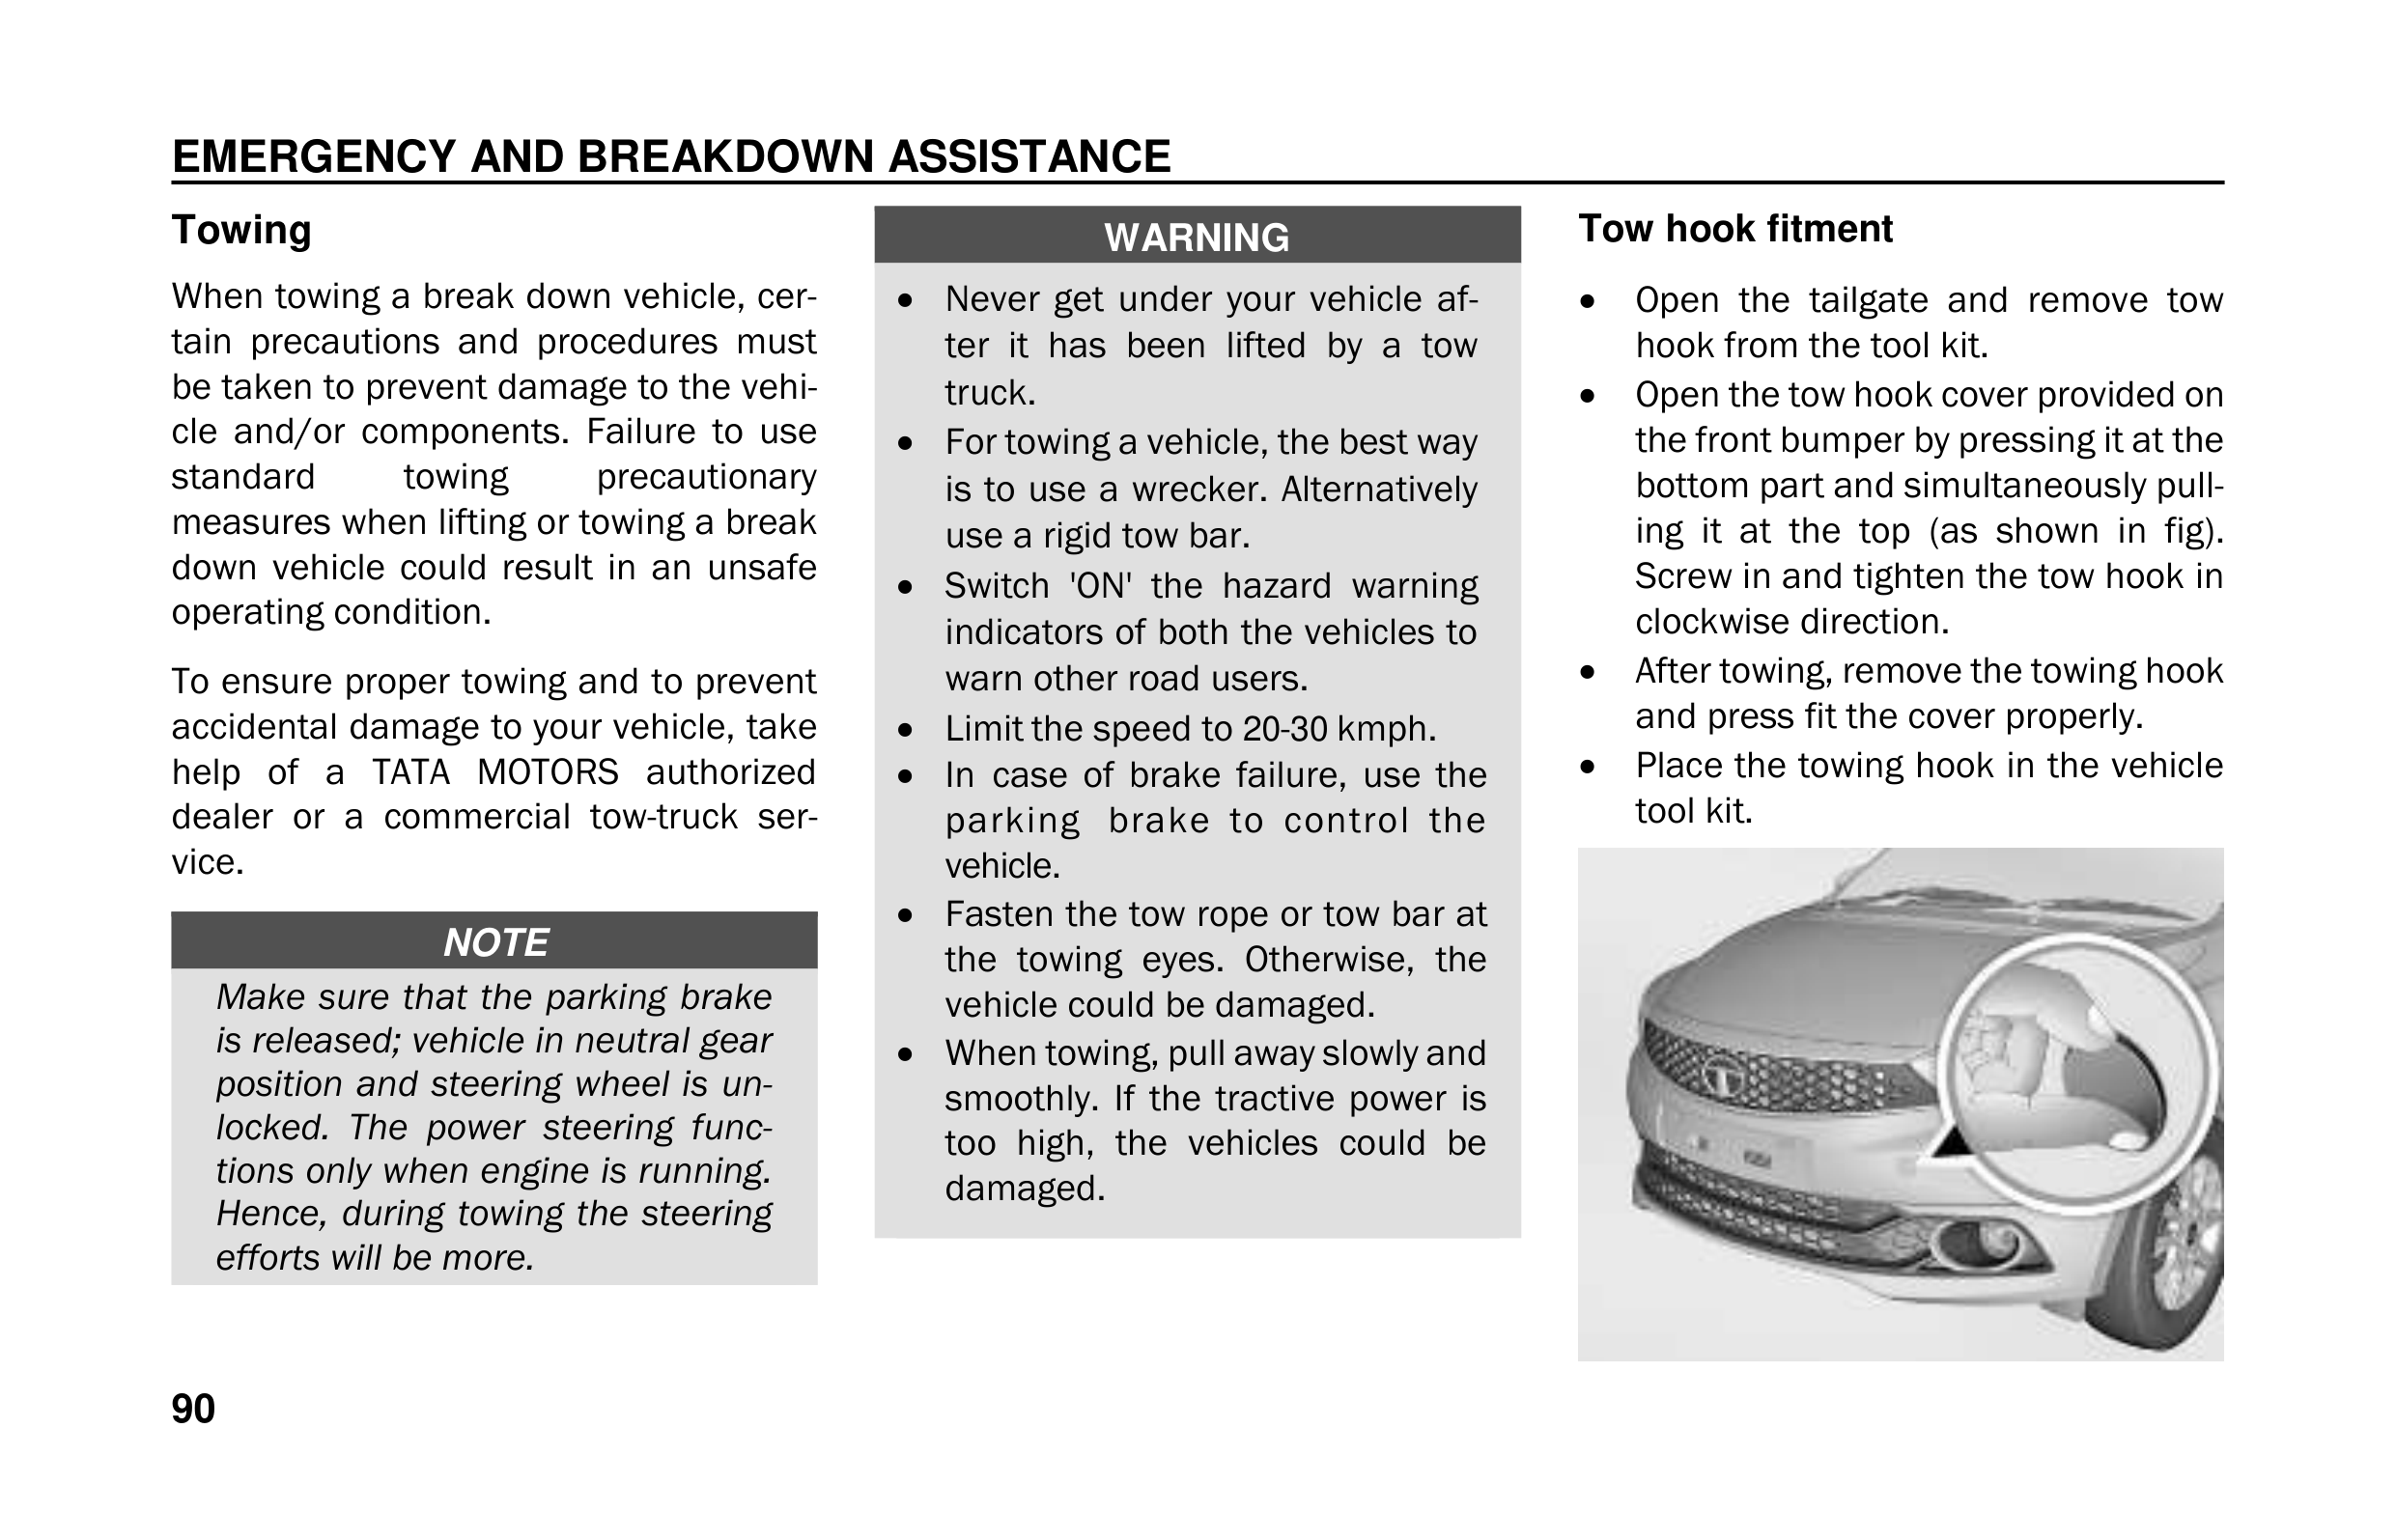 EMERGENCY AND BREAKDOWN ASSISTANCE
Towing
When towing a break down vehicle, cer-
tain precautions and procedures must
be taken to prevent damage to the vehi-
cle and/or components. Failure to use
standard towing precautionary
measures when lifting or towing a break
down vehicle could result in an unsafe
operating condition.
To ensure proper towing and to prevent
accidental damage to your vehicle, take
help of a TATA MOTORS authorized
dealer or a commercial tow-truck ser-
vice.
NOTE
Make sure that the parking brake
is released; vehicle in neutral gear
position and steering wheel is un-
locked. The power steering func-
tions only when engine is running.
Hence, during towing the steering
efforts will be more.
WARNING
● Never get under your vehicle af-
ter it has been lifted by a tow
truck.
● For towing a vehicle, the best way
is to use a wrecker. Alternatively
use a rigid tow bar.
● Switch 'ON' the hazard warning
indicators of both the vehicles to
warn other road users.
● Limit the speed to 20-30 kmph.
● In case of brake failure, use the
parking brake to control the
vehicle.
● Fasten the tow rope or tow bar at
the towing eyes. Otherwise, the
vehicle could be damaged.
● When towing, pull away slowly and
smoothly. If the tractive power is
too high, the vehicles could be
damaged.
Tow hook fitment
● Open the tailgate and remove tow
hook from the tool kit.
● Open the tow hook cover provided on
the front bumper by pressing it at the
bottom part and simultaneously pull-
ing it at the top (as shown in fig).
Screw in and tighten the tow hook in
clockwise direction.
● After towing, remove the towing hook
and press fit the cover properly.
● Place the towing hook in the vehicle
tool kit.
90